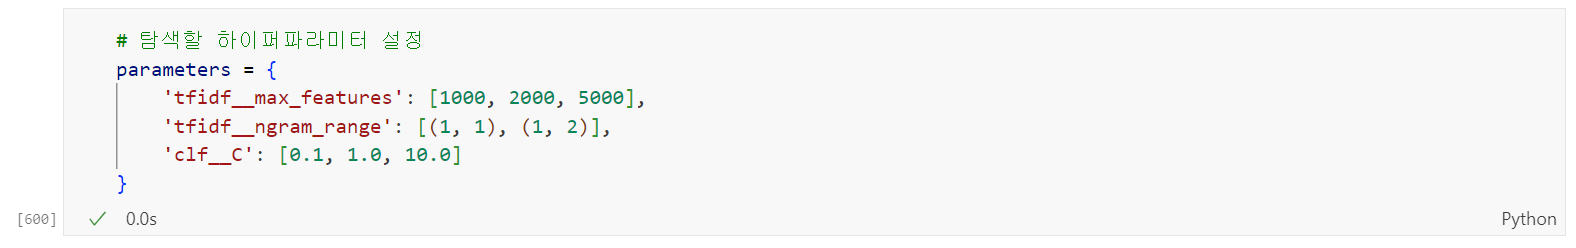 # 탐색할 하이퍼파라미터 설정
parameters = {
    'tfidf__max_features': [1000, 2000, 5000],
    'tfidf__ngram_range': [(1, 1), (1, 2)],
    'clf__C': [0.1, 1.0, 10.0]
}
[600] ✓ 0.0s Python